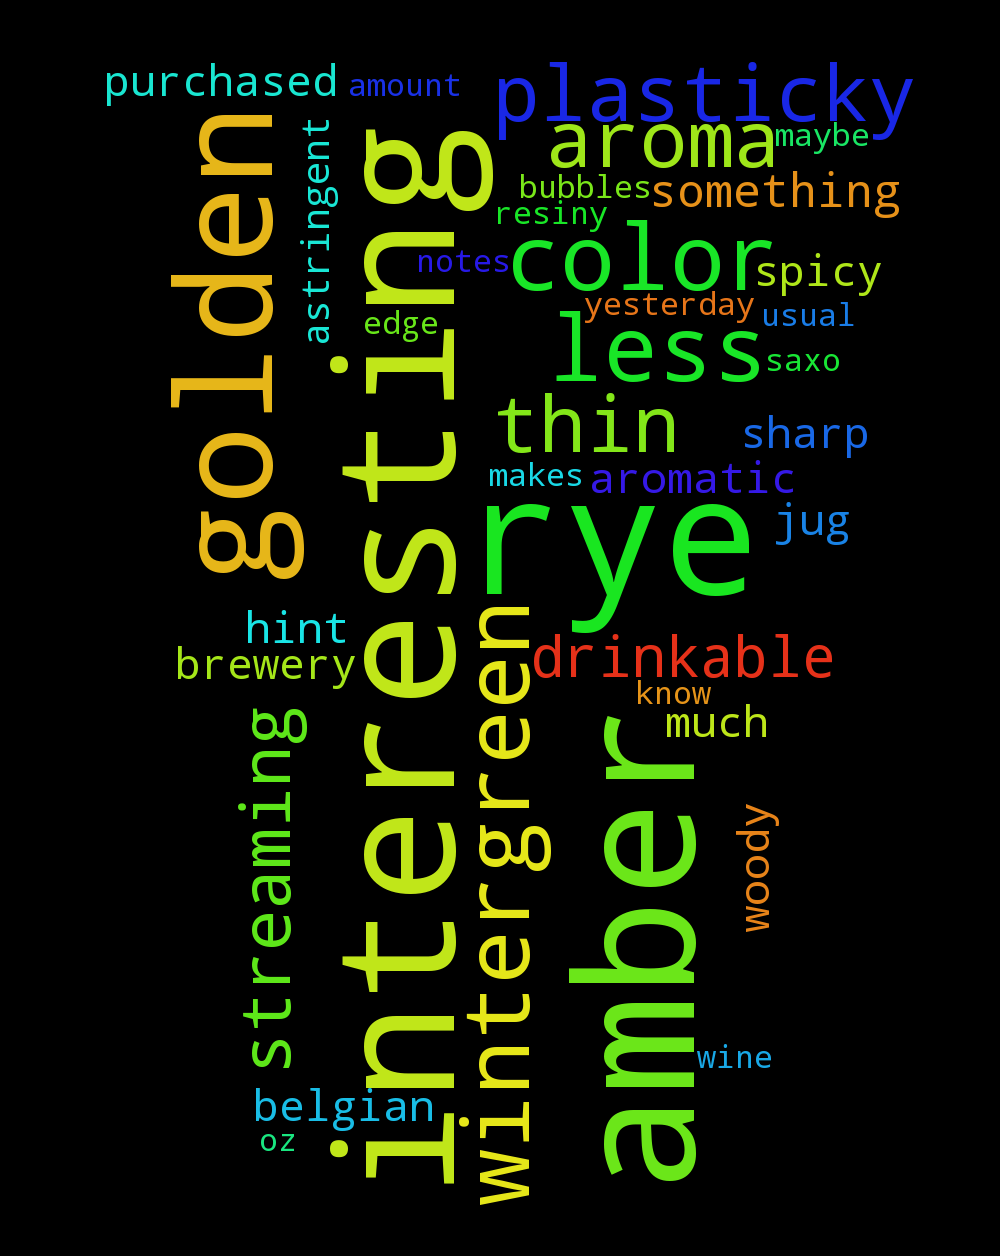 purchased
amount
plasticky
golden
astringent
interesting
aroma
maybe
bubbles
something
resiny
color
notes
spicy
yesterday
usual
edge
less
saxo
thin
sharp
makes
aromatic
rye
jug
hint
wintergreen
drinkable
brewery
know
much
streaming
amber
woody
wine
belgian
oz